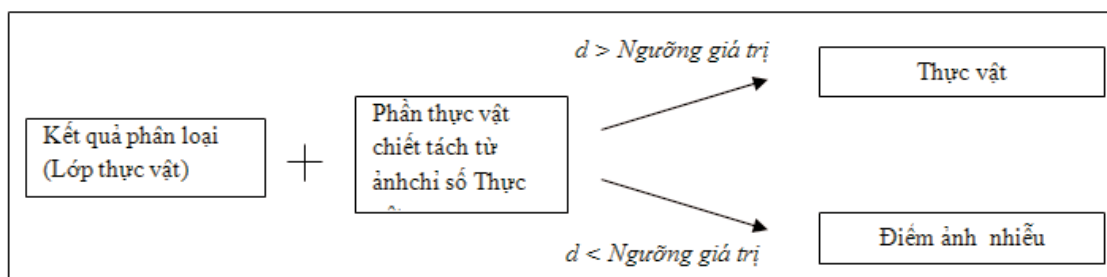 Kết quả phân loại
(Lớp thực vật)
Phần thực vật
chiết tách từ
ảnhchỉ số Thực
d > Ngưỡng giá trị
Thực vật
d < Ngưỡng giá trị
Điểm ảnh nhiễu